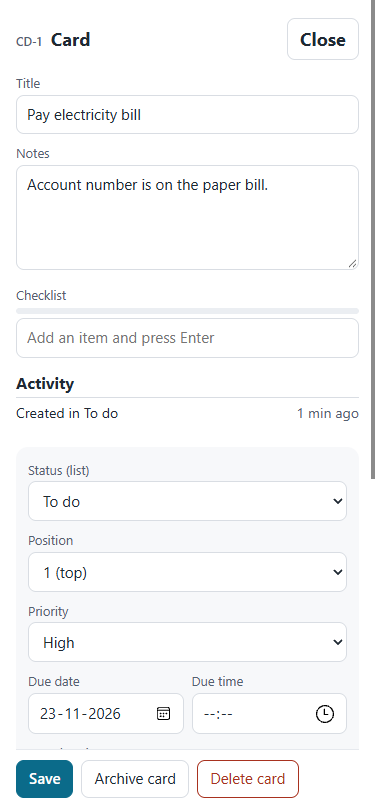 CD-1 Card Close
Title
Pay electricity bill
Notes
Account number is on the paper bill.
Checklist
Add an item and press Enter
Activity
Created in To do 1 min ago
Status (list)
To do
Position
1 (top)
Priority
High
Due date Due time
23-11-2026 --:--
Save Archive card Delete card